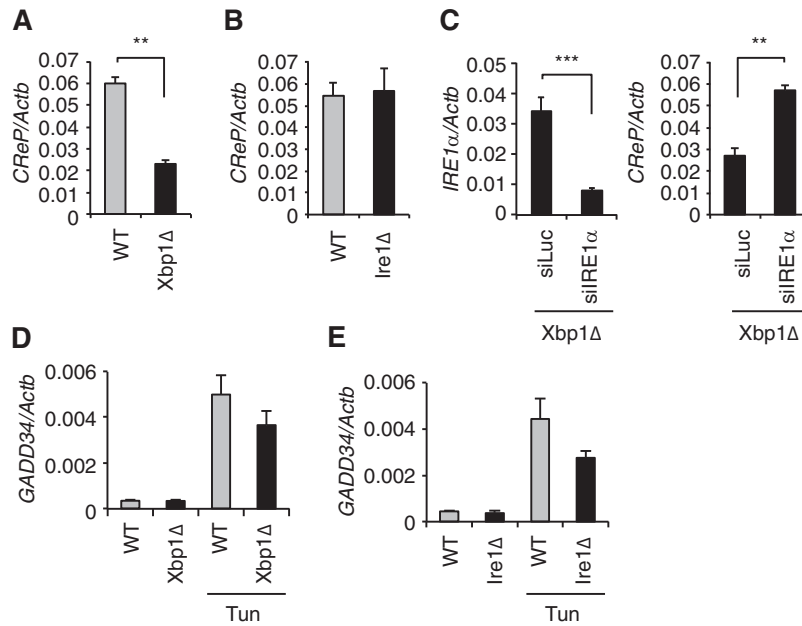 A
CReP/Actb
0.07
0.06
0.05
0.04
0.03
0.02
0.01
0
**
WT
Xbp1Δ
B
CReP/Actb
0.07
0.06
0.05
0.04
0.03
0.02
0.01
0
WT
Ire1Δ
C
IRE1α/Actb
0.05
0.04
0.03
0.02
0.01
0
***
siLuc
siIRE1α
Xbp1Δ
CReP/Actb
0.07
0.06
0.05
0.04
0.03
0.02
0.01
0
**
siLuc
siIRE1α
Xbp1Δ
D
GADD34/Actb
0.006
0.004
0.002
0
WT
Xbp1Δ
WT
Xbp1Δ
Tun
E
GADD34/Actb
0.006
0.004
0.002
0
WT
Ire1Δ
WT
Ire1Δ
Tun